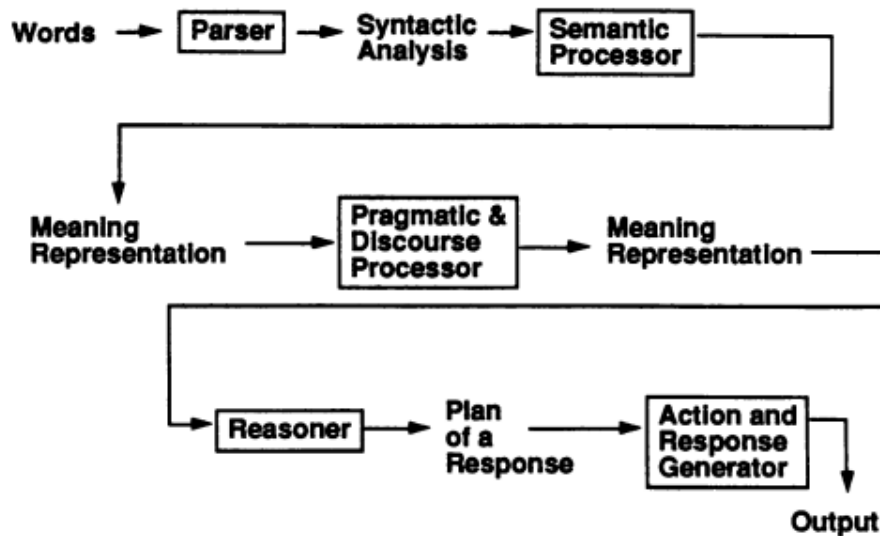 Words
Parser
Syntactic
Analysis
Semantic
Processor
Meaning
Representation
Pragmatic &
Discourse
Processor
Meaning
Representation
Reasoner
Plan
of a
Response
Action and
Response
Generator
Output